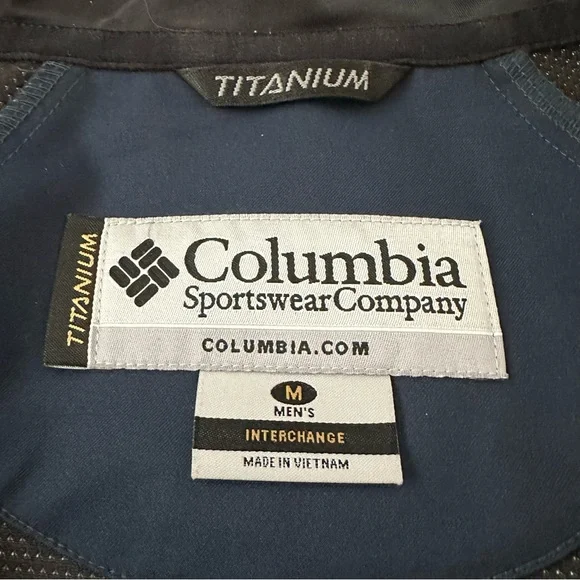 TITANIUM
TITANIUM
Columbia
Sportswear Company
COLUMBIA.COM
M
MEN'S
INTERCHANGE
MADE IN VIETNAM